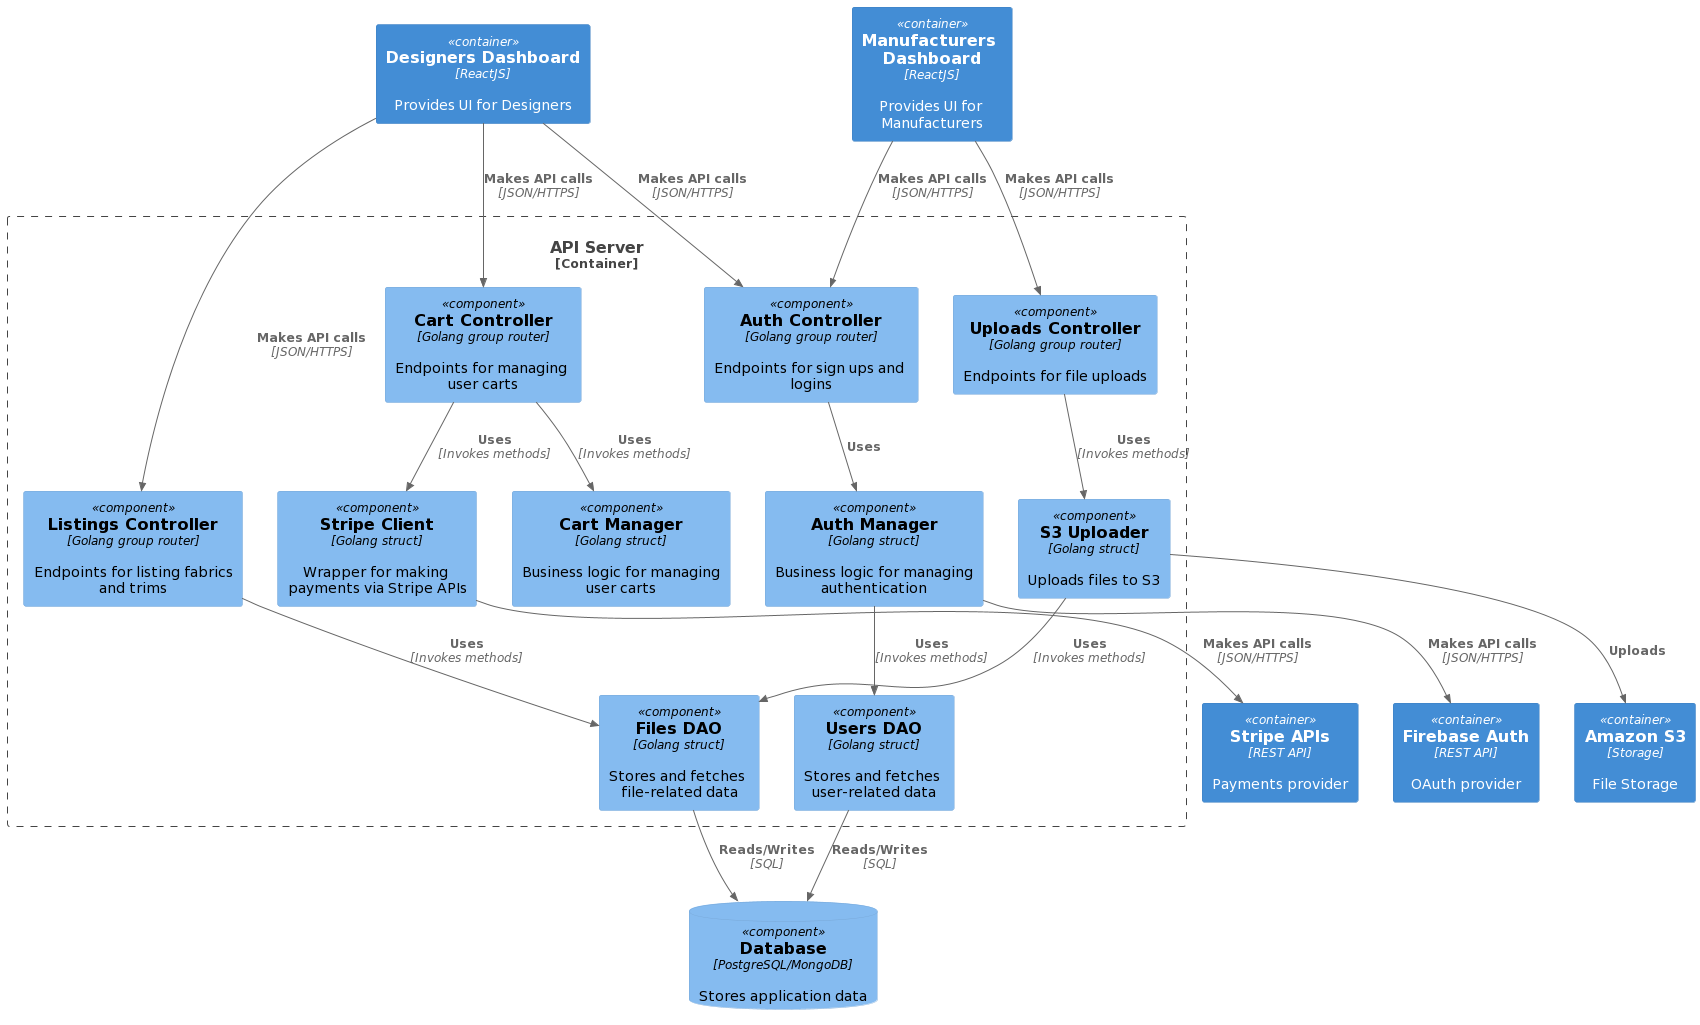 «container»
Designers Dashboard
[ReactJS]
Provides UI for Designers
«container»
Manufacturers
Dashboard
[ReactJS]
Provides UI for
Manufacturers
Makes API calls
[JSON/HTTPS]
Makes API calls
[JSON/HTTPS]
Makes API calls
[JSON/HTTPS]
Makes API calls
[JSON/HTTPS]
API Server
[Container]
«component»
Cart Controller
[Golang group router]
Endpoints for managing
user carts
«component»
Auth Controller
[Golang group router]
Endpoints for sign ups and
logins
«component»
Uploads Controller
[Golang group router]
Endpoints for file uploads
Makes API calls
[JSON/HTTPS]
Uses
[Invokes methods]
Uses
[Invokes methods]
Uses
Uses
[Invokes methods]
«component»
Listings Controller
[Golang group router]
Endpoints for listing fabrics
and trims
«component»
Stripe Client
[Golang struct]
Wrapper for making
payments via Stripe APIs
«component»
Cart Manager
[Golang struct]
Business logic for managing
user carts
«component»
Auth Manager
[Golang struct]
Business logic for managing
authentication
«component»
S3 Uploader
[Golang struct]
Uploads files to S3
Uses
[Invokes methods]
Uses
[Invokes methods]
Uses
[Invokes methods]
Makes API calls
[JSON/HTTPS]
Makes API calls
[JSON/HTTPS]
Uploads
«component»
Files DAO
[Golang struct]
Stores and fetches
file-related data
«component»
Users DAO
[Golang struct]
Stores and fetches
user-related data
«container»
Stripe APIs
[REST API]
Payments provider
«container»
Firebase Auth
[REST API]
OAuth provider
«container»
Amazon S3
[Storage]
File Storage
Reads/Writes
[SQL]
Reads/Writes
[SQL]
«component»
Database
[PostgreSQL/MongoDB]
Stores application data